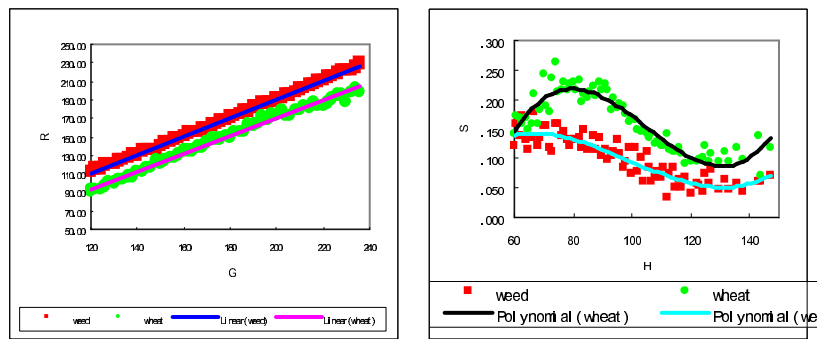 250.00
230.00
210.00
190.00
170.00
150.00
130.00
110.00
90.00
70.00
50.00
R
120 140 160 180 200 220 240
G
weed wheat Linear(weed) Linear(wheat)
.300
.250
.200
.150
.100
.050
.000
S
60 80 100 120 140
H
weed wheat
Polynomial(wheat) Polynomial(we